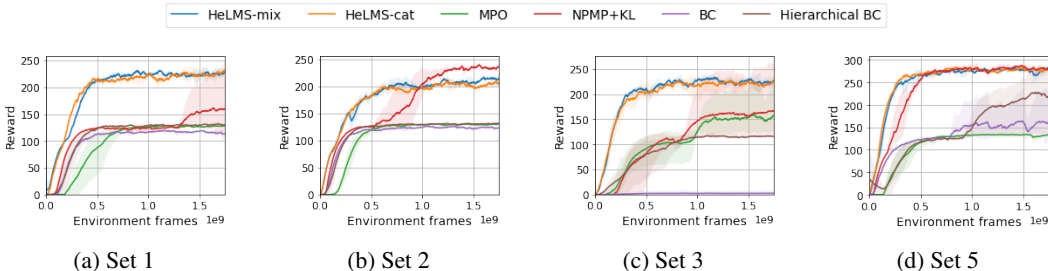 HeLMS-mix HeLMS-cat MPO NPMP+KL BC Hierarchical BC
250
200
150
100
50
0
Reward
0.0 0.5 1.0 1.5
1e9
Environment frames
(a) Set 1
250
200
150
100
50
0
Reward
0.0 0.5 1.0 1.5
1e9
Environment frames
(b) Set 2
250
200
150
100
50
0
Reward
0.0 0.5 1.0 1.5
1e9
Environment frames
(c) Set 3
300
250
200
150
100
50
0
Reward
0.0 0.5 1.0 1.5
1e9
Environment frames
(d) Set 5